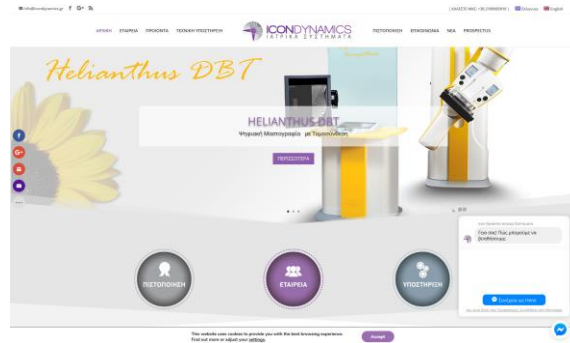 info@icondynamics.gr
Ελληνικά English
ΑΡΧΙΚΗ ΕΤΑΙΡΕΙΑ ΠΡΟΙΟΝΤΑ ΤΕΧΝΙΚΗ ΥΠΟΣΤΗΡΙΞΗ
ICONDYNAMICS
ΙΑΤΡΙΚΑ ΣΥΣΤΗΜΑΤΑ
ΠΙΣΤΟΠΟΙΗΣΗ ΕΠΙΚΟΙΝΩΝΙΑ ΝΕΑ PROSPECTUS
Helianthus DBT
HELIANTHUS DBT
Ψηφιακή Μαστογραφία με Τομοσύνθεση
ΠΕΡΙΣΣΟΤΕΡΑ
Γεια σας! Πώς μπορούμε να
βοηθήσουμε;
ΠΙΣΤΟΠΟΙΗΣΗ
ΕΤΑΙΡΕΙΑ
ΥΠΟΣΤΗΡΙΞΗ
This website uses cookies to provide you with the best browsing experience.
Find out more or adjust your settings.
Accept